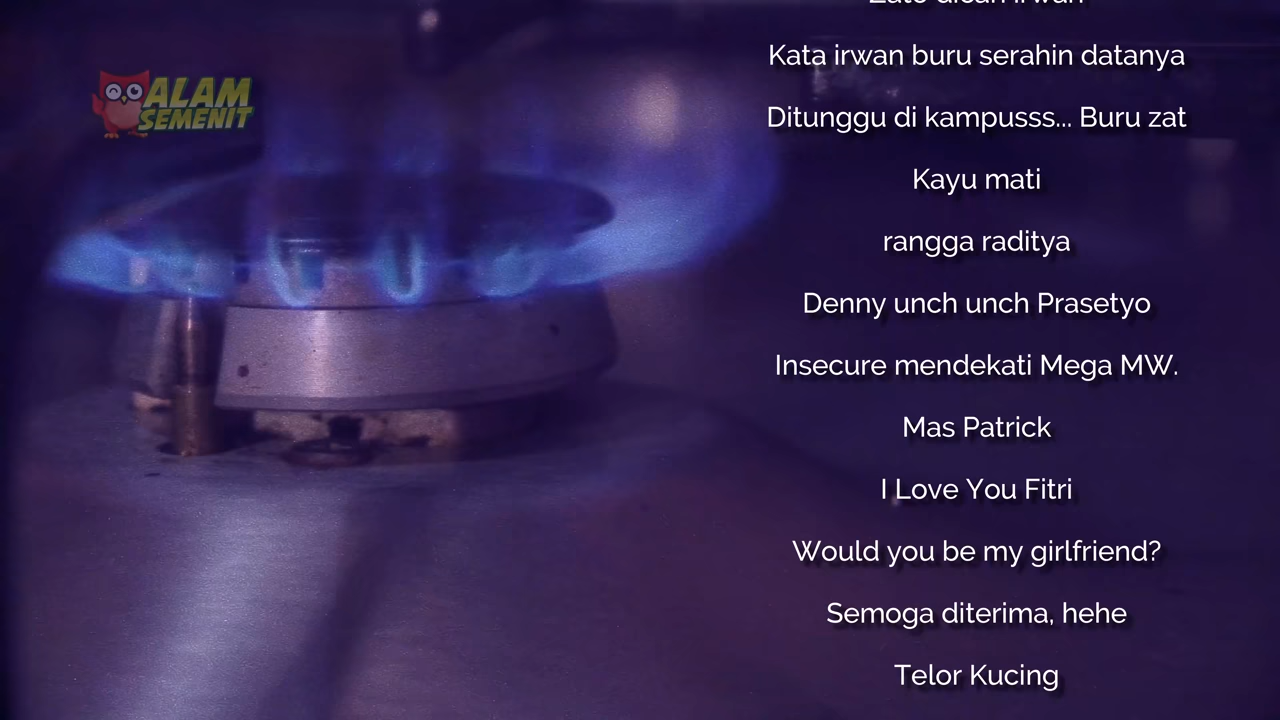 DALAM
SEMENIT
Kata irwan buru serahin datanya
Ditunggu di kampusss... Buru zat
Kayu mati
rangga raditya
Denny unch unch Prasetyo
Insecure mendekati Mega MW.
Mas Patrick
I Love You Fitri
Would you be my girlfriend?
Semoga diterima, hehe
Telor Kucing